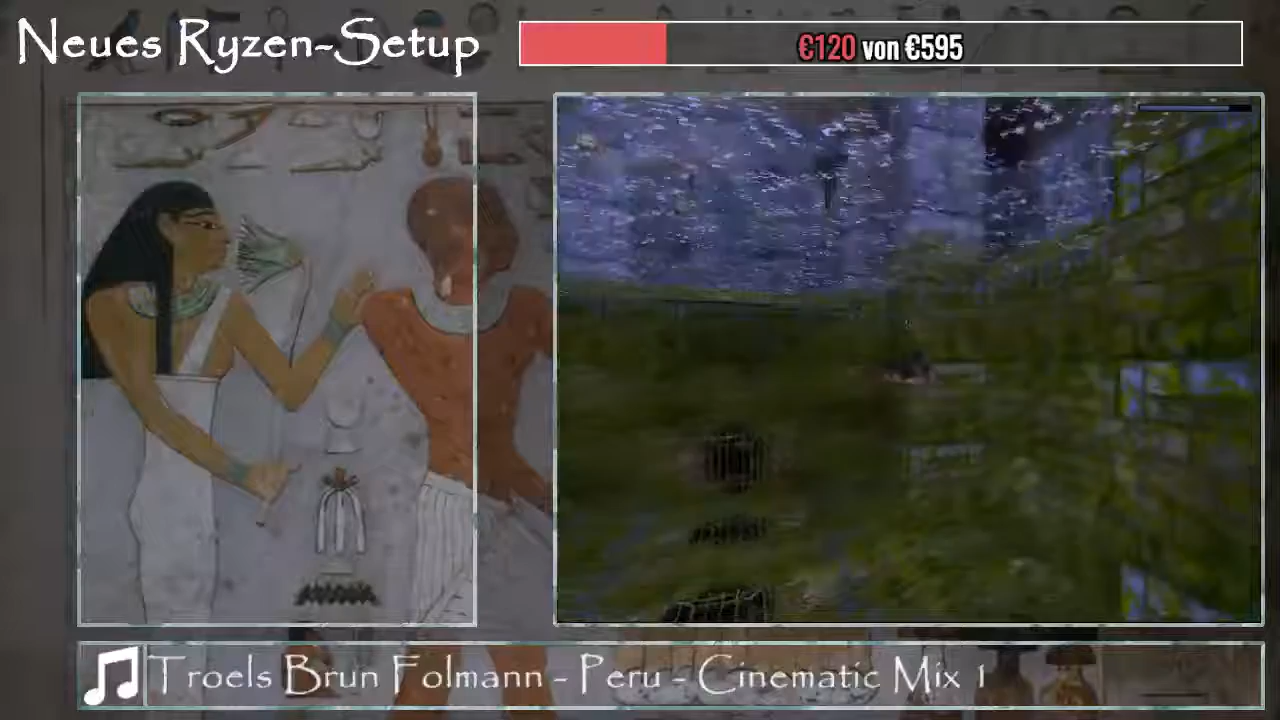 Neues Ryzen-Setup
€120 von €595
Troels Brun Folmann - Peru - Cinematic Mix 1